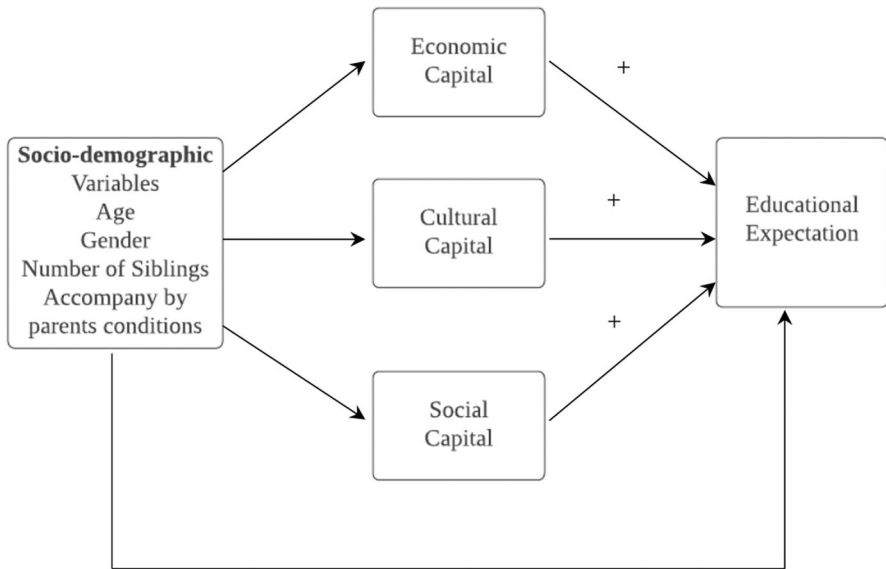 Economic
Capital
+
Socio-demographic
Variables
Age
Gender
Number of Siblings
Accompany by
parents conditions
Cultural
Capital
+
Educational
Expectation
+
Social
Capital